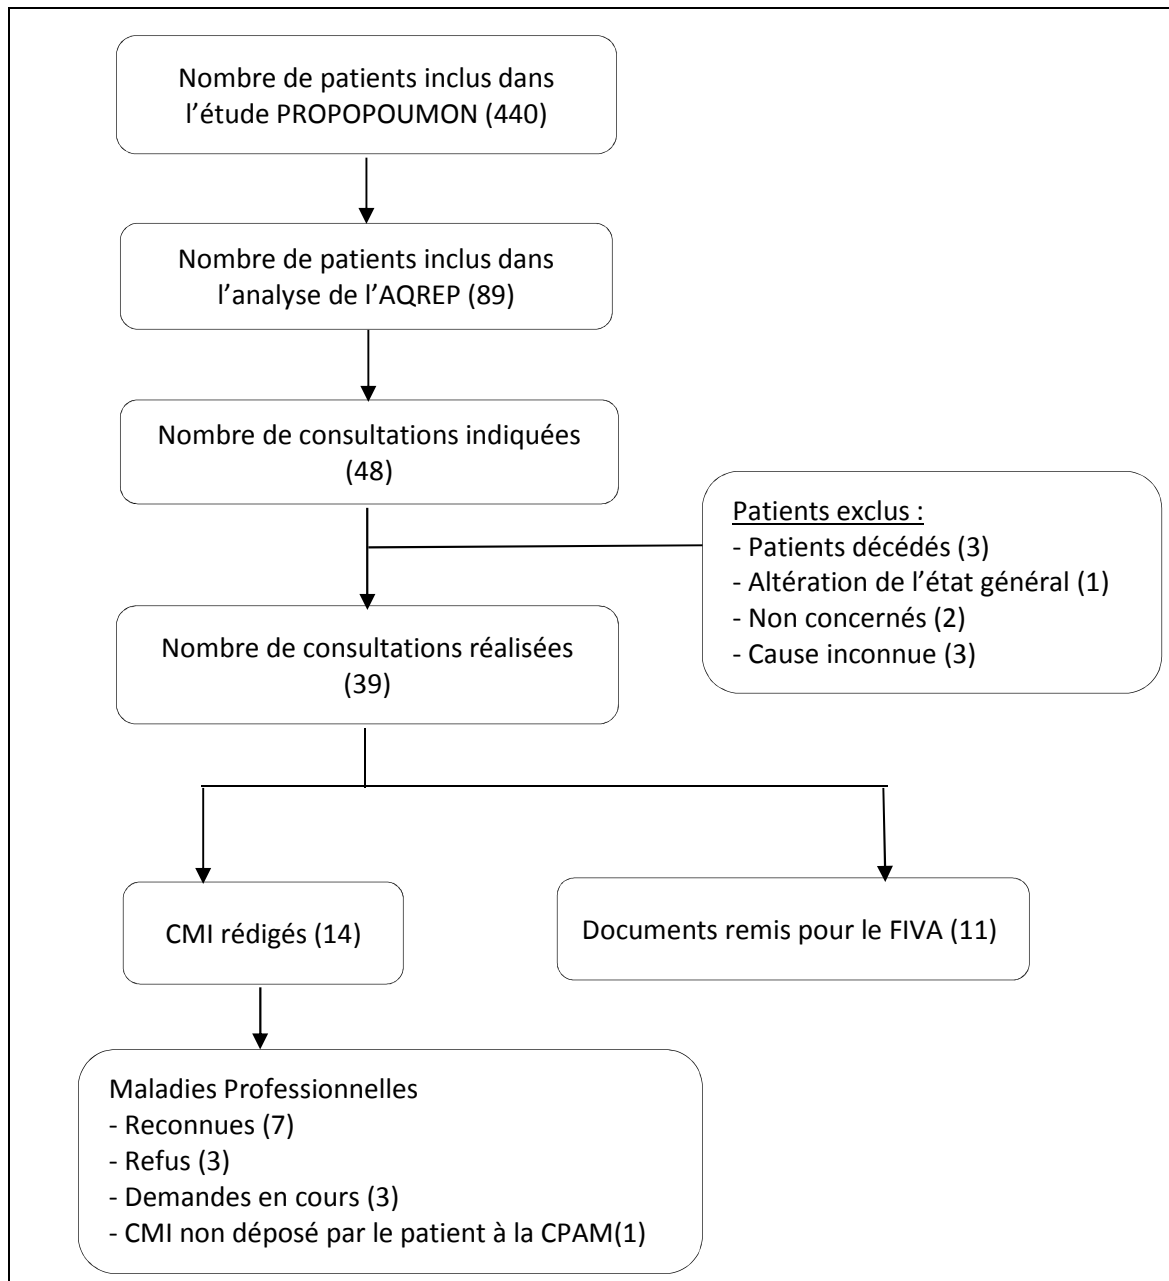 Nombre de patients inclus dans
l’étude PROPOPOUMON (440)
Nombre de patients inclus dans
l’analyse de l’AQREP (89)
Nombre de consultations indiquées
(48)
Patients exclus :
- Patients décédés (3)
- Altération de l’état général (1)
- Non concernés (2)
- Cause inconnue (3)
Nombre de consultations réalisées
(39)
CMI rédigés (14)
Documents remis pour le FIVA (11)
Maladies Professionnelles
- Reconnues (7)
- Refus (3)
- Demandes en cours (3)
- CMI non déposé par le patient à la CPAM(1)